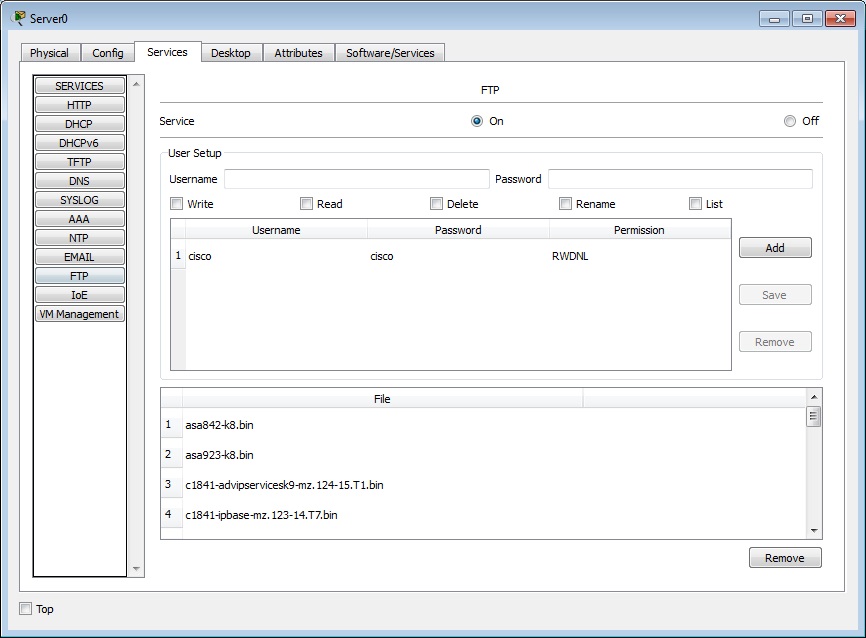 Server0
Physical Config Services Desktop Attributes Software/Services
SERVICES
HTTP
DHCP
DHCPv6
TFTP
DNS
SYSLOG
AAA
NTP
EMAIL
FTP
IoE
VM Management
FTP
Service On Off
User Setup
Username Password
Write Read Delete Rename List
Username Password Permission
1 cisco cisco RWDNL
Add
Save
Remove
File
1 asa842-k8.bin
2 asa923-k8.bin
3 c1841-advipservicesk9-mz.124-15.T1.bin
4 c1841-ipbase-mz.123-14.T7.bin
Remove
Top